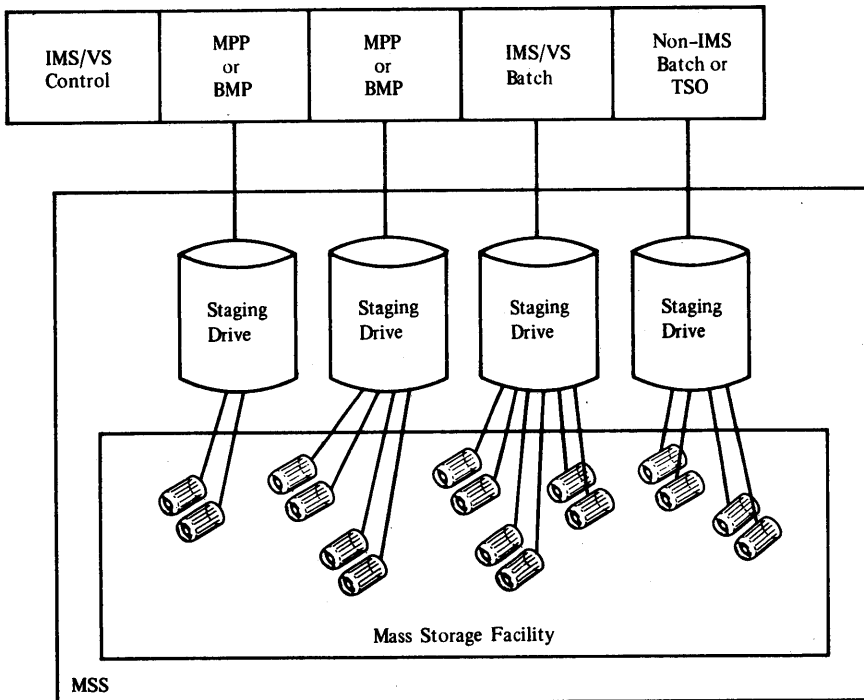 IMS/VS
Control
MPP
or
BMP
MPP
or
BMP
IMS/VS
Batch
Non-IMS
Batch or
TSO
Staging
Drive
Staging
Drive
Staging
Drive
Staging
Drive
Mass Storage Facility
MSS